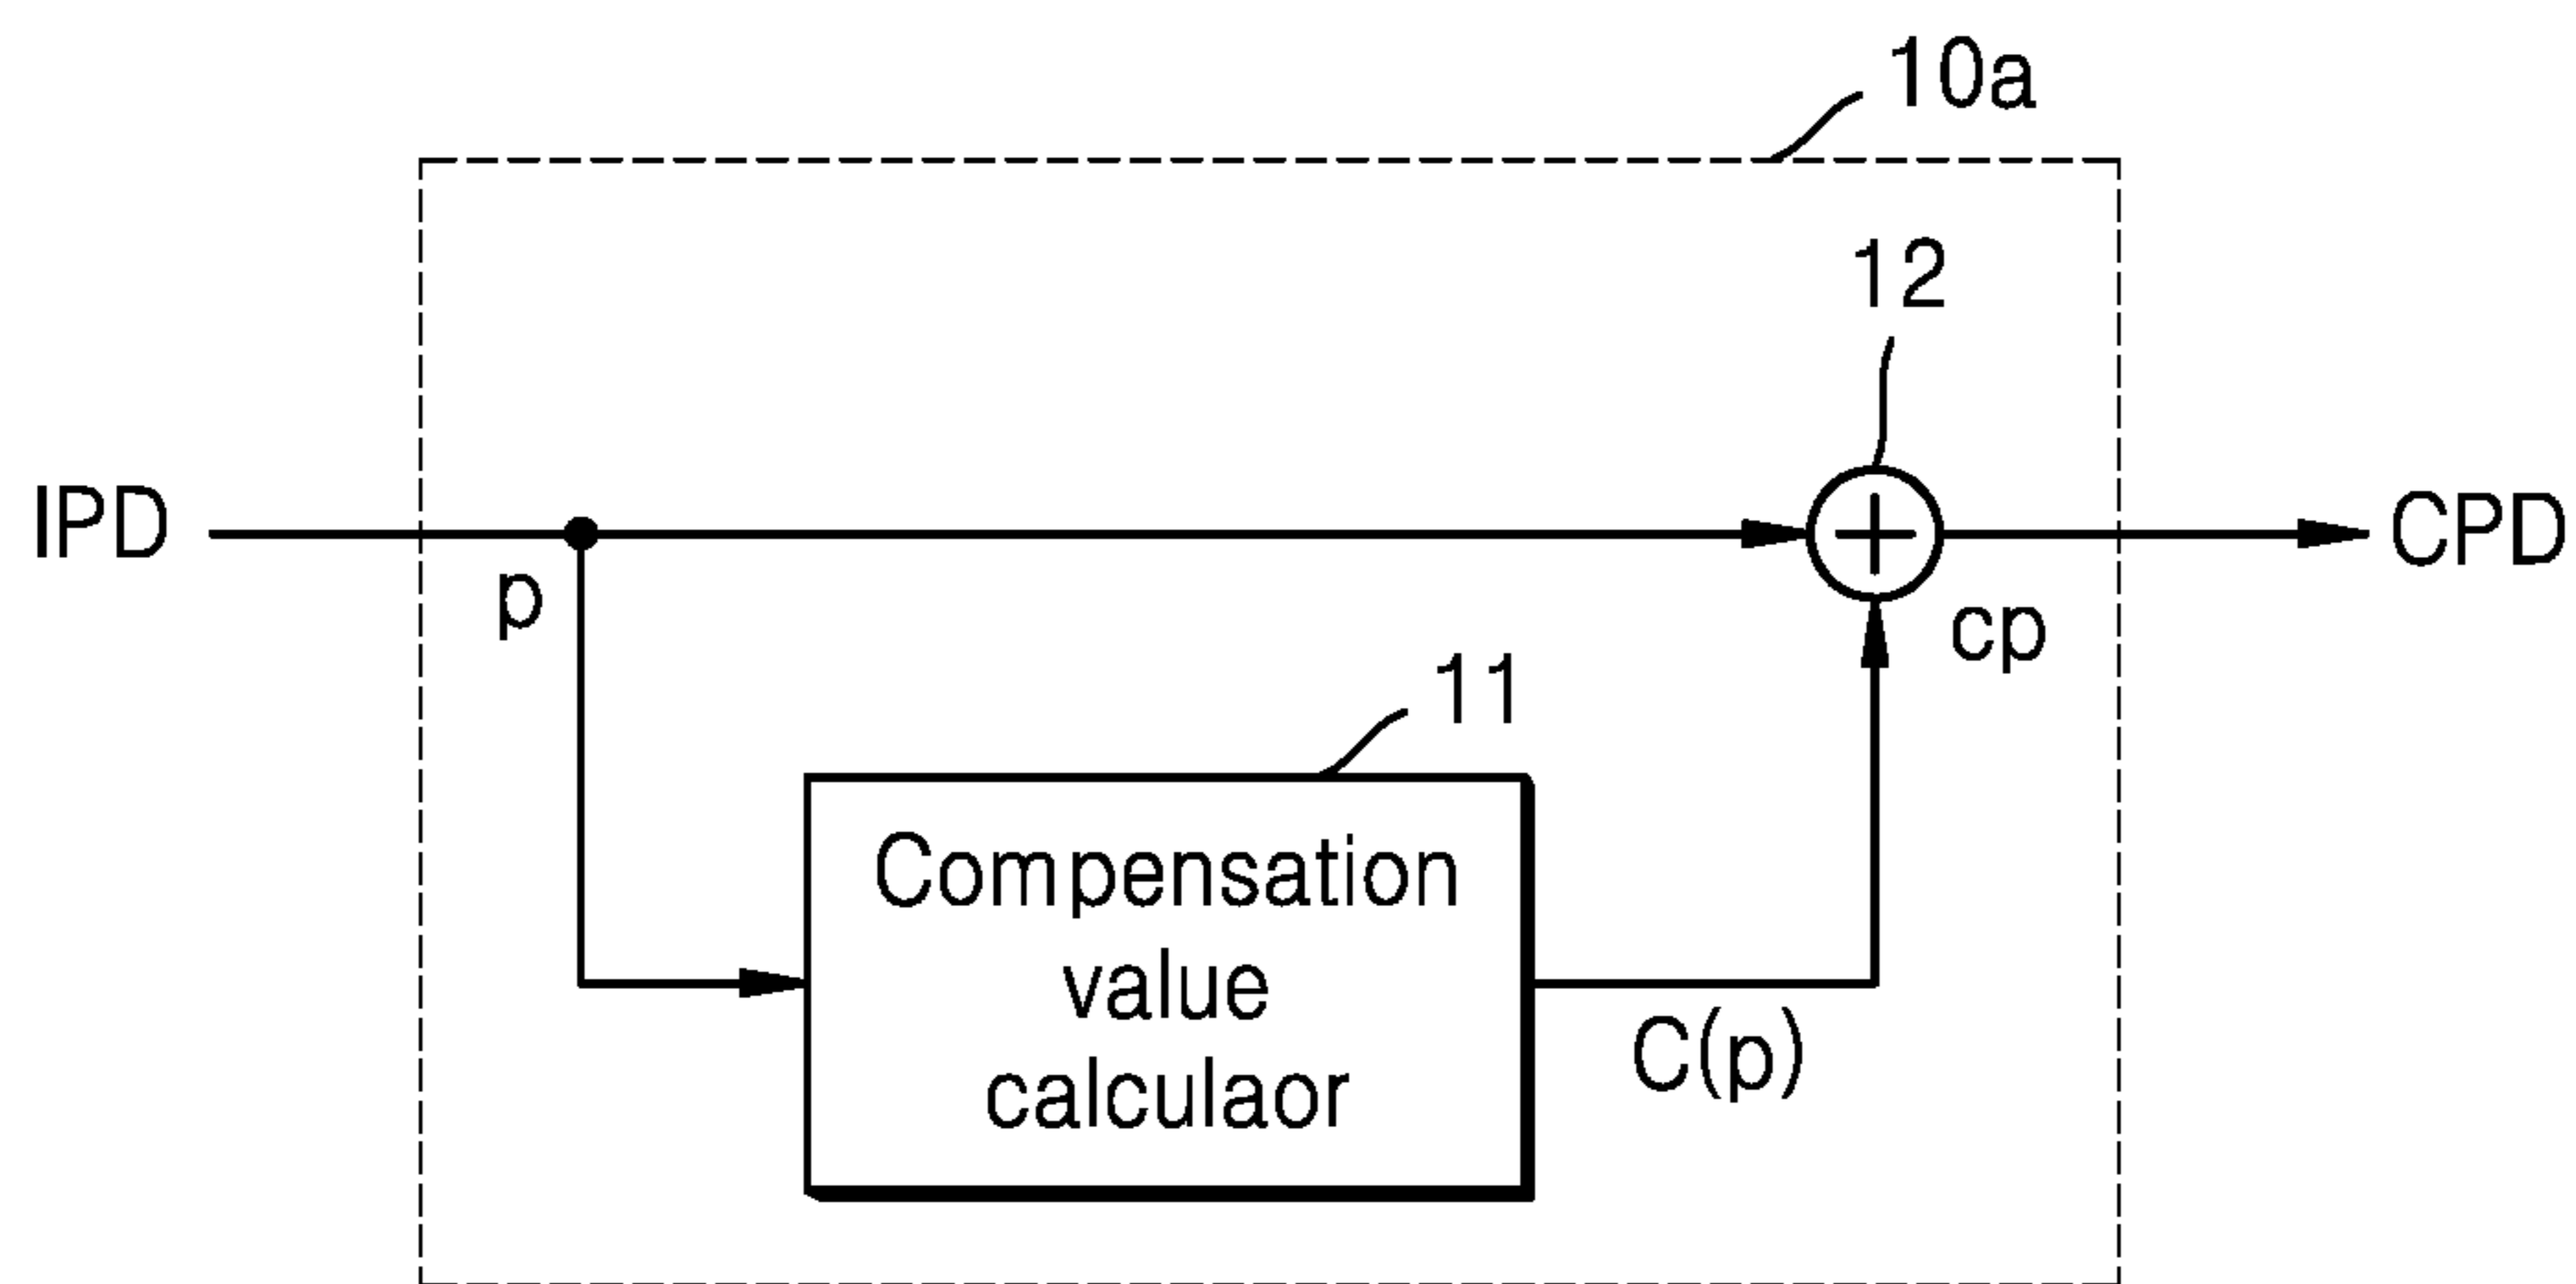 10a
12
IPD
CPD
p
cp
11
Compensation
value
calculaor
C(p)